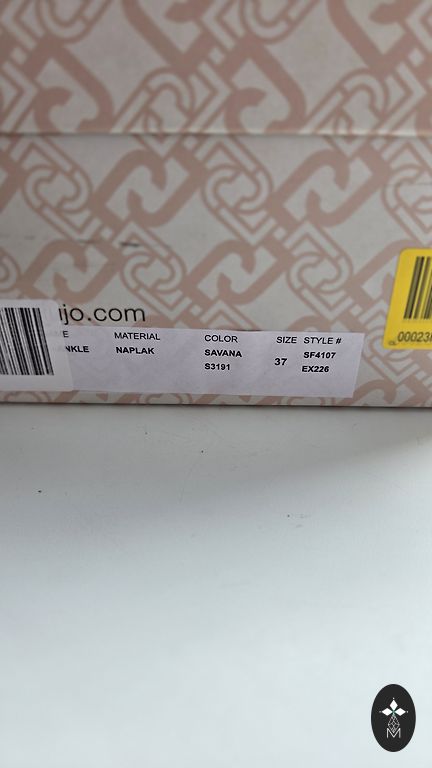 ijo.com
E MATERIAL COLOR SIZE STYLE #
NKLE NAPLAK SAVANA 37 SF4107
S3191 EX226
00023
M